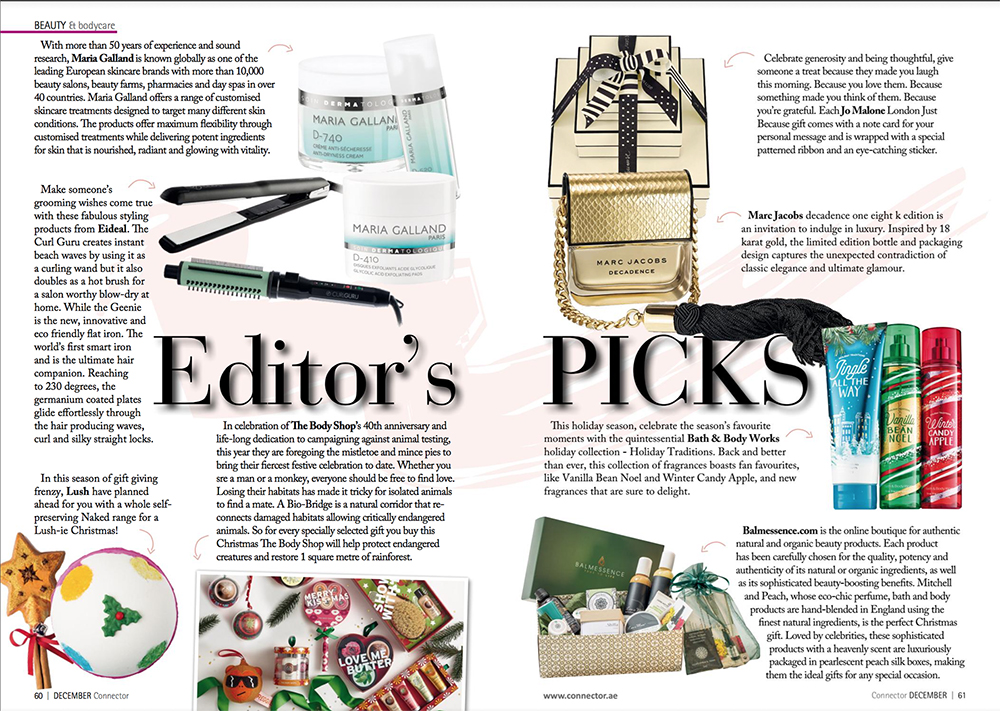 BEAUTY & bodycare
With more than 50 years of experience and sound
research, Maria Galland is known globally as one of the
leading European skincare brands with more than 10,000
beauty salons, beauty farms, pharmacies and day spas in over
40 countries. Maria Galland offers a range of customised
skincare treatments designed to target many different skin
conditions. The products offer maximum flexibility through
customised treatments while delivering potent ingredients
for skin that is nourished, radiant and glowing with vitality.
Make someone's
grooming wishes come true
with these fabulous styling
products from Eideal. The
Curl Guru creates instant
beach waves by using it as
a curling wand but it also
doubles as a hot brush for
a salon worthy blow-dry at
home. While the Geenie
is the new, innovative and
eco friendly flat iron. The
world's first smart iron
and is the ultimate hair
companion. Reaching
to 230 degrees, the
germanium coated plates
glide effortlessly through
the hair producing waves,
curl and silky straight locks.
In this season of gift giving
frenzy, Lush have planned
ahead for you with a whole self-
preserving Naked range for a
Lush-ie Christmas!
MARIA GALLAND
PARIS
D-740
CRÈME ANTI-SÉCHERESSE
ANTI-DRYNESS CREAM
MARIA GALLAND
MARIA GALLAND
PARIS
D-410
CURLGURU
Editor's PICKS
In celebration of The Body Shop's 40th anniversary and
life-long dedication to campaigning against animal testing,
this year they are foregoing the mistletoe and mince pies to
bring their fiercest festive celebration to date. Whether you
sre a man or a monkey, everyone should be free to find love.
Losing their habitats has made it tricky for isolated animals
to find a mate. A Bio-Bridge is a natural corridor that re-
connects damaged habitats allowing critically endangered
animals. So for every specially selected gift you buy this
Christmas The Body Shop will help protect endangered
creatures and restore 1 square metre of rainforest.
MERRY
KISS-MAS
LOVE ME
BUTTER
60 | DECEMBER Connector
Celebrate generosity and being thoughtful, give
someone a treat because they made you laugh
this morning. Because you love them. Because
something made you think of them. Because
you're grateful. Each Jo Malone London Just
Because gift comes with a note card for your
personal message and is wrapped with a special
patterned ribbon and an eye-catching sticker.
Marc Jacobs decadence one eight k edition is
an invitation to indulge in luxury. Inspired by 18
karat gold, the limited edition bottle and packaging
design captures the unexpected contradiction of
classic elegance and ultimate glamour.
MARC JACOBS
DECADENCE
This holiday season, celebrate the season's favourite
moments with the quintessential Bath & Body Works
holiday collection - Holiday Traditions. Back and better
than ever, this collection of fragrances boasts fan favourites,
like Vanilla Bean Noel and Winter Candy Apple, and new
fragrances that are sure to delight.
Jingle
ALL THE
WAY
Vanilla
BEAN
NOEL
Winter
CANDY
APPLE
BALMESSENCE
Balmessence.com is the online boutique for authentic
natural and organic beauty products. Each product
has been carefully chosen for the quality, potency and
authenticity of its natural or organic ingredients, as well
as its sophisticated beauty-boosting benefits. Mitchell
and Peach, whose eco-chic perfume, bath and body
products are hand-blended in England using the
finest natural ingredients, is the perfect Christmas
gift. Loved by celebrities, these sophisticated
products with a heavenly scent are luxuriously
packaged in pearlescent peach silk boxes, making
them the ideal gifts for any special occasion.
www.connector.ae
Connector DECEMBER | 61